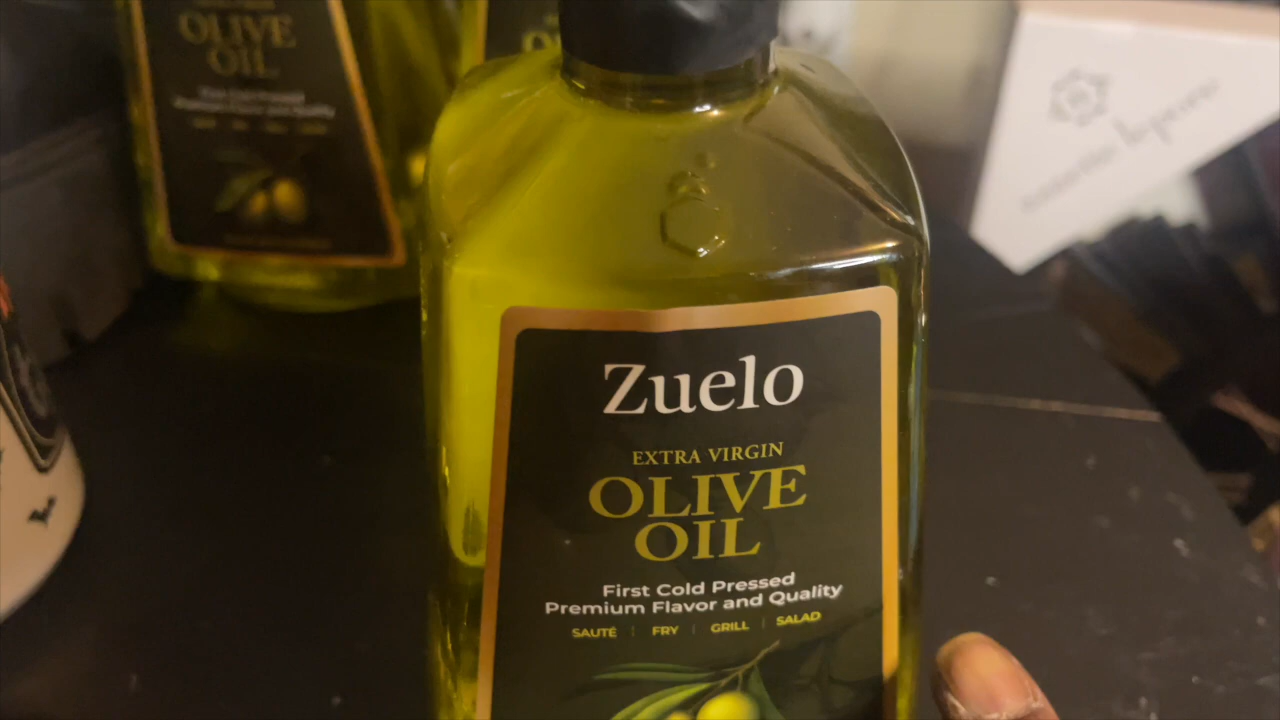 OLIVE
OIL
Zuelo
EXTRA VIRGIN
OLIVE
OIL
First Cold Pressed
Premium Flavor and Quality
SAUTÉ | FRY | GRILL | SALAD